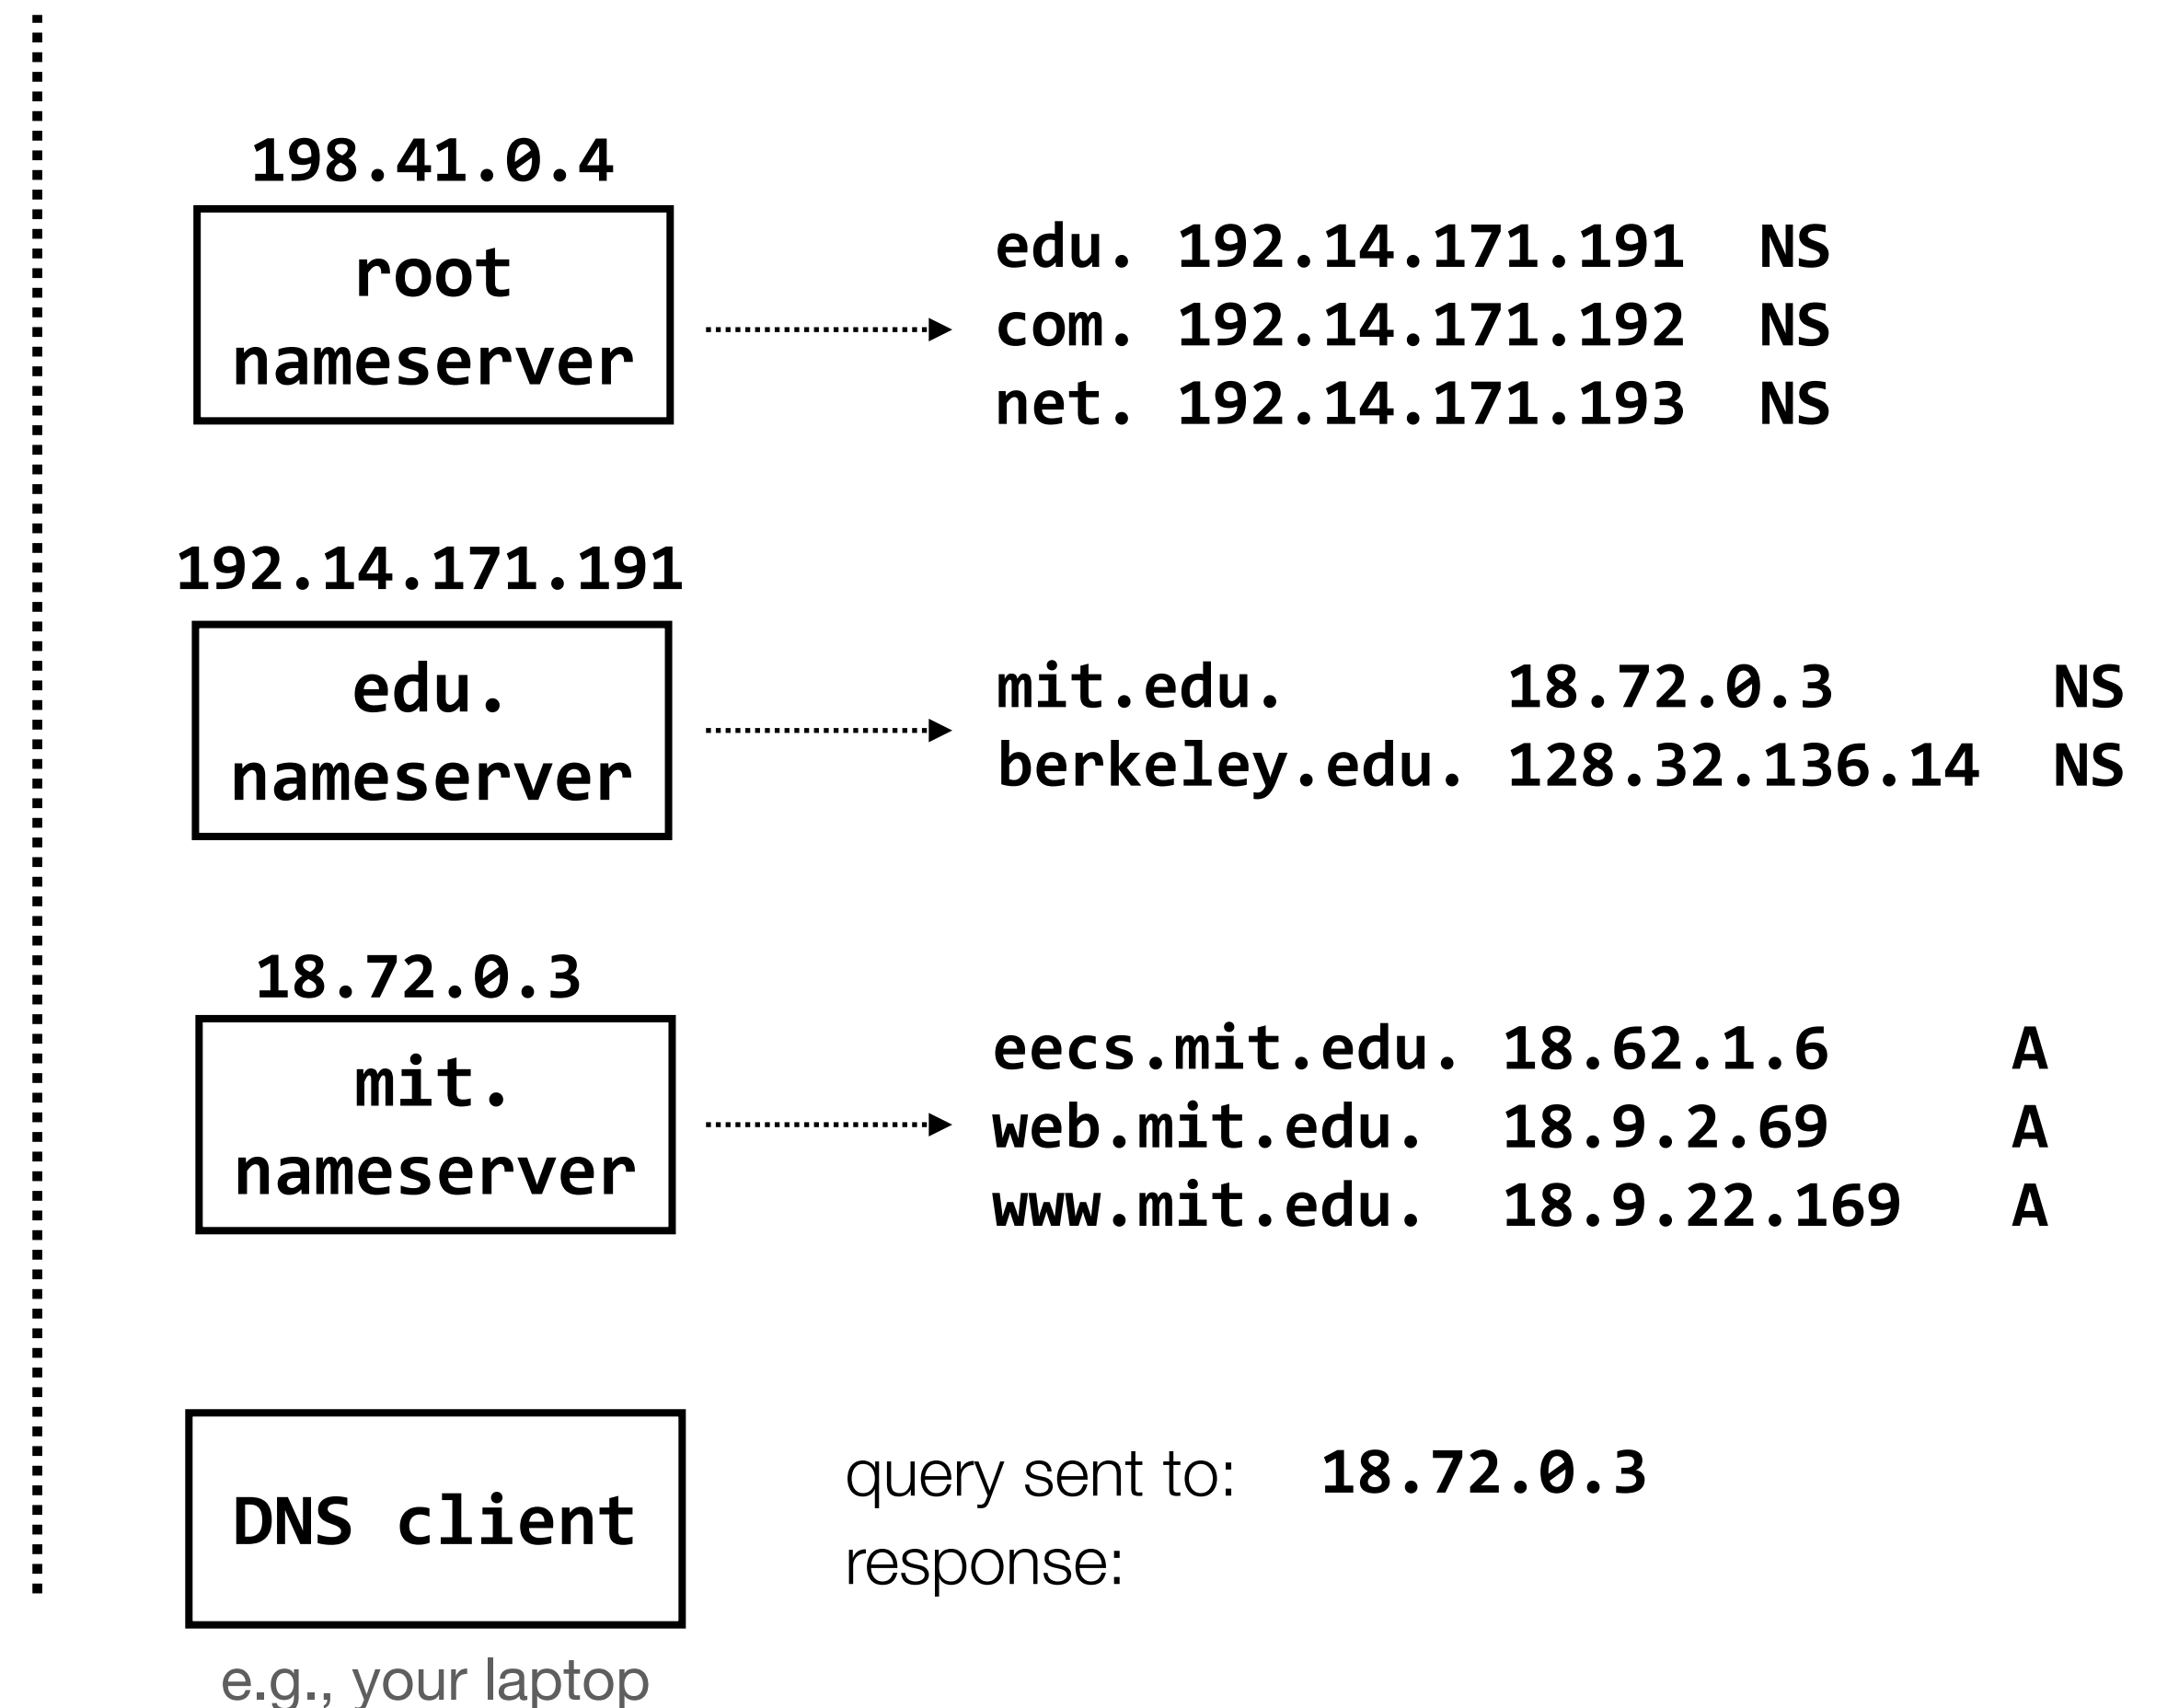 198.41.0.4
root
nameserver
edu. 192.14.171.191 NS
com. 192.14.171.192 NS
net. 192.14.171.193 NS
192.14.171.191
edu.
nameserver
mit.edu. 18.72.0.3 NS
berkeley.edu. 128.32.136.14 NS
18.72.0.3
mit.
nameserver
eecs.mit.edu. 18.62.1.6 A
web.mit.edu. 18.9.2.69 A
www.mit.edu. 18.9.22.169 A
DNS client
query sent to: 18.72.0.3
response:
e.g., your laptop